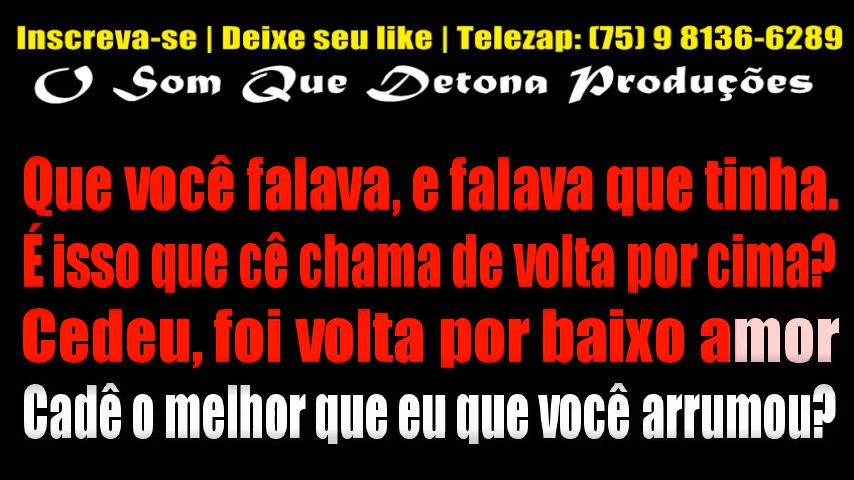 Inscreva-se | Deixe seu like | Telezap: (75) 9 8136-6289
O Som Que Detona Produções
Que você falava, e falava que tinha.
É isso que cê chama de volta por cima?
Cedeu, foi volta por baixo amor
Cadê o melhor que eu que você arrumou?